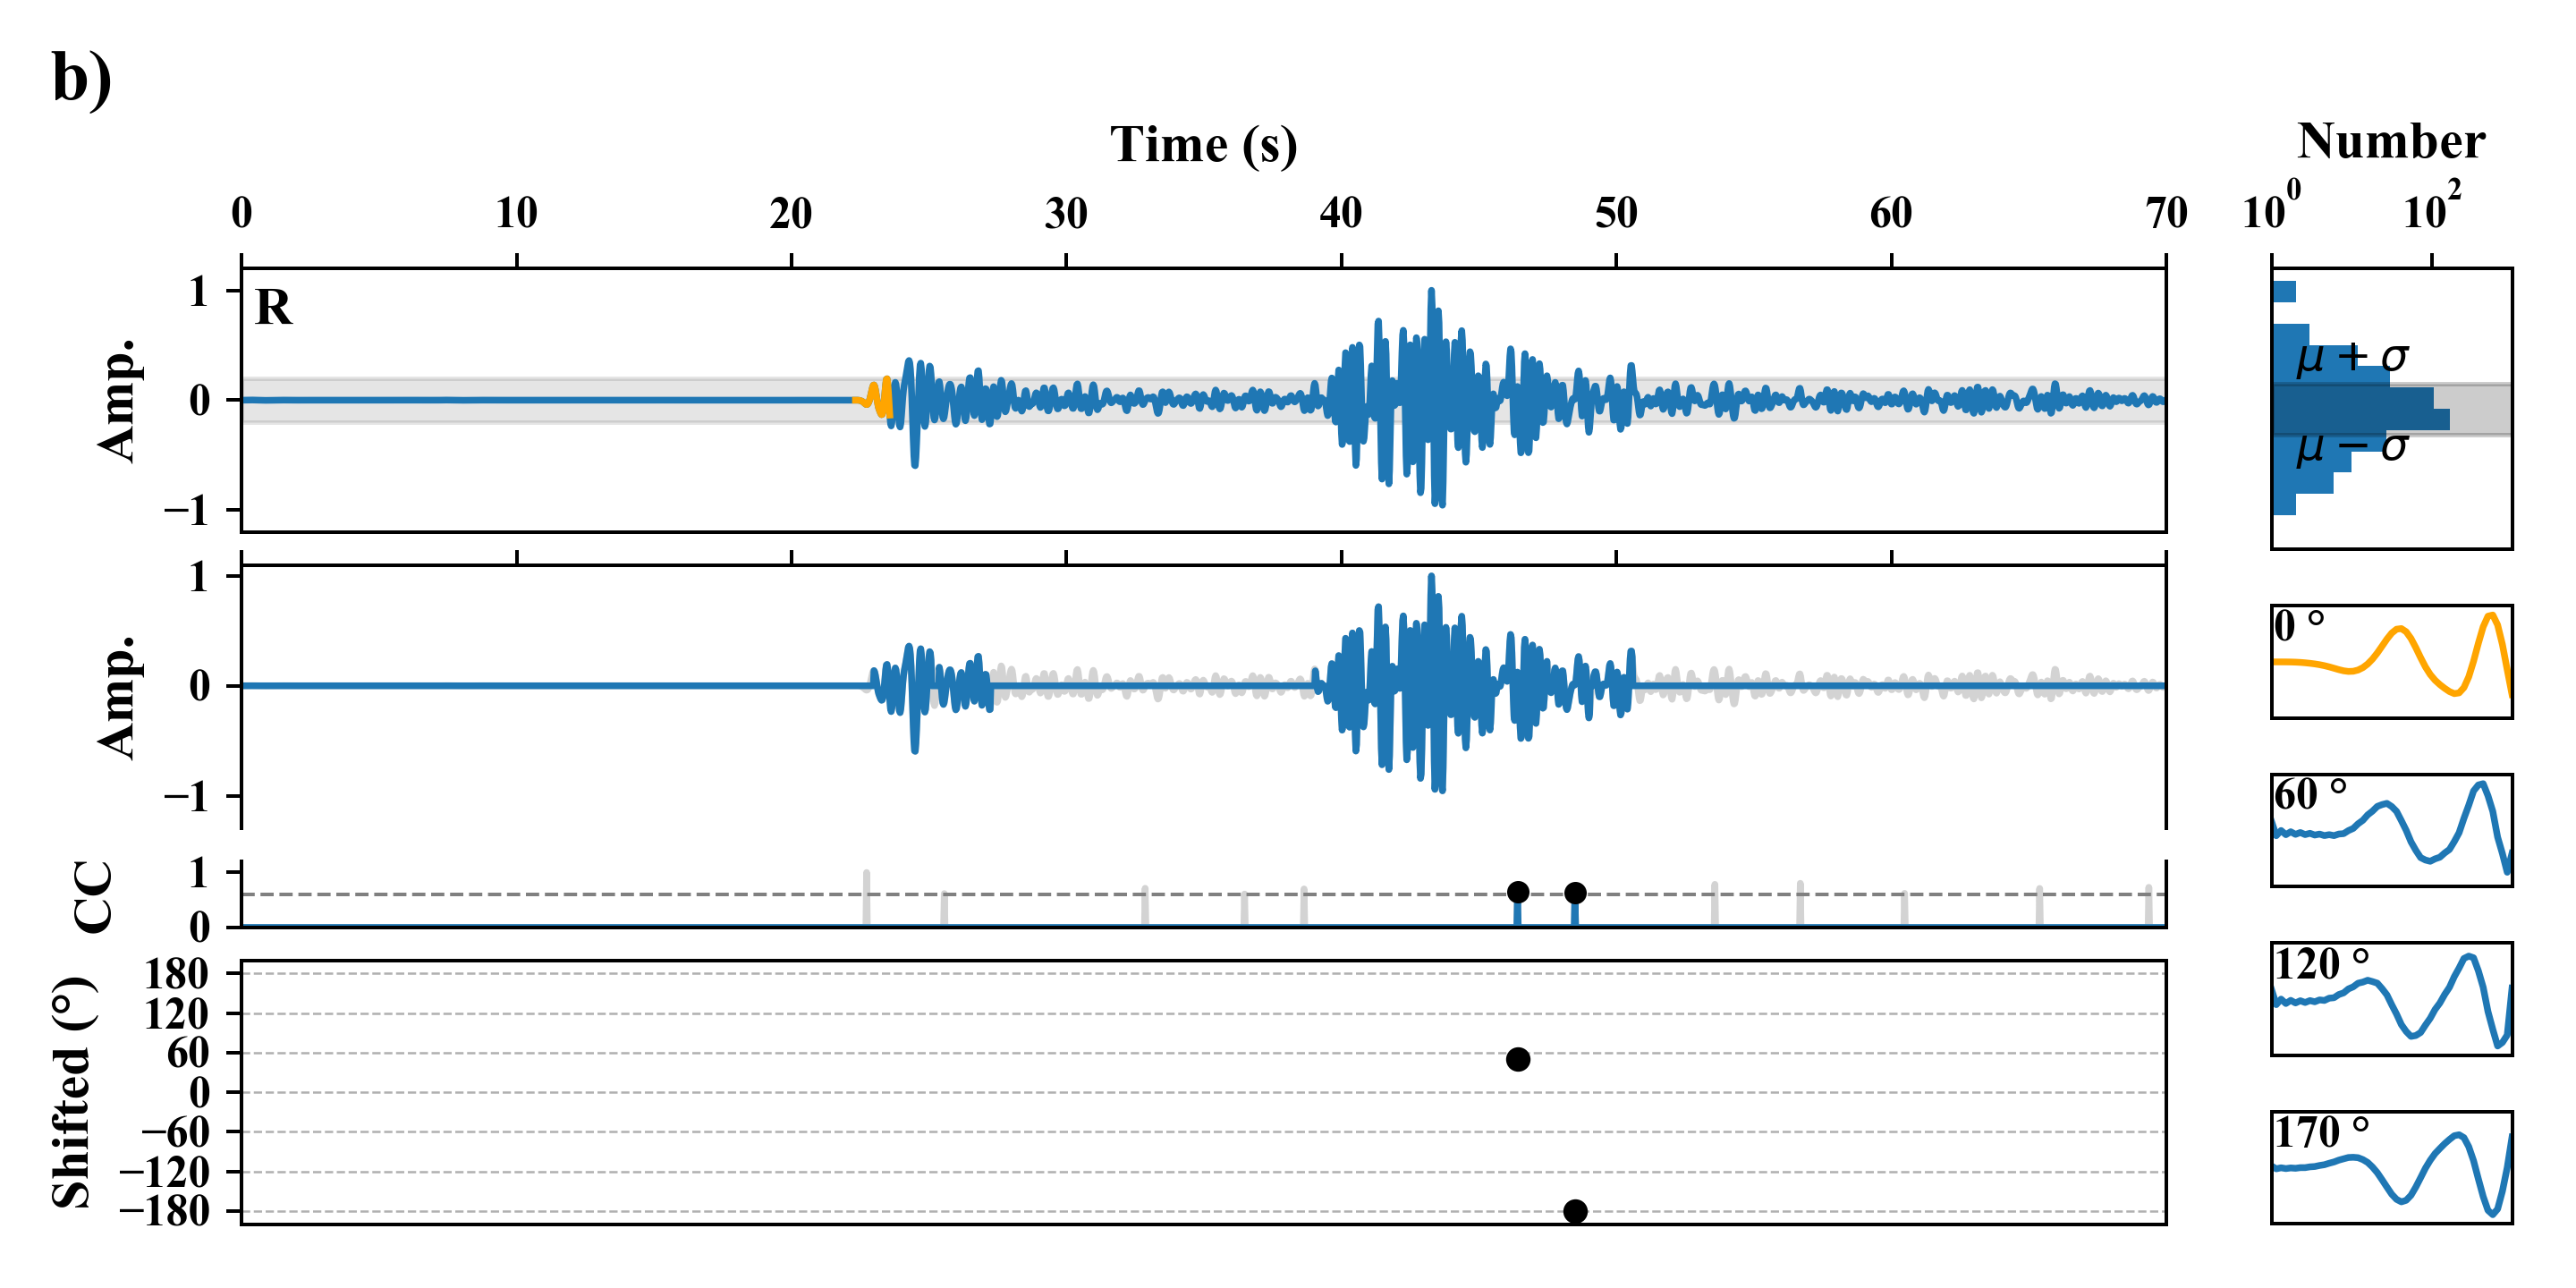 b)
Time (s)
Number
0 10 20 30 40 50 60 70
10^0 10^2
R
Amp.
1
0
−1
μ + σ
μ − σ
Amp.
1
0
−1
0 °
60 °
CC
1
0
120 °
Shifted (°)
180
120
60
0
−60
−120
−180
170 °